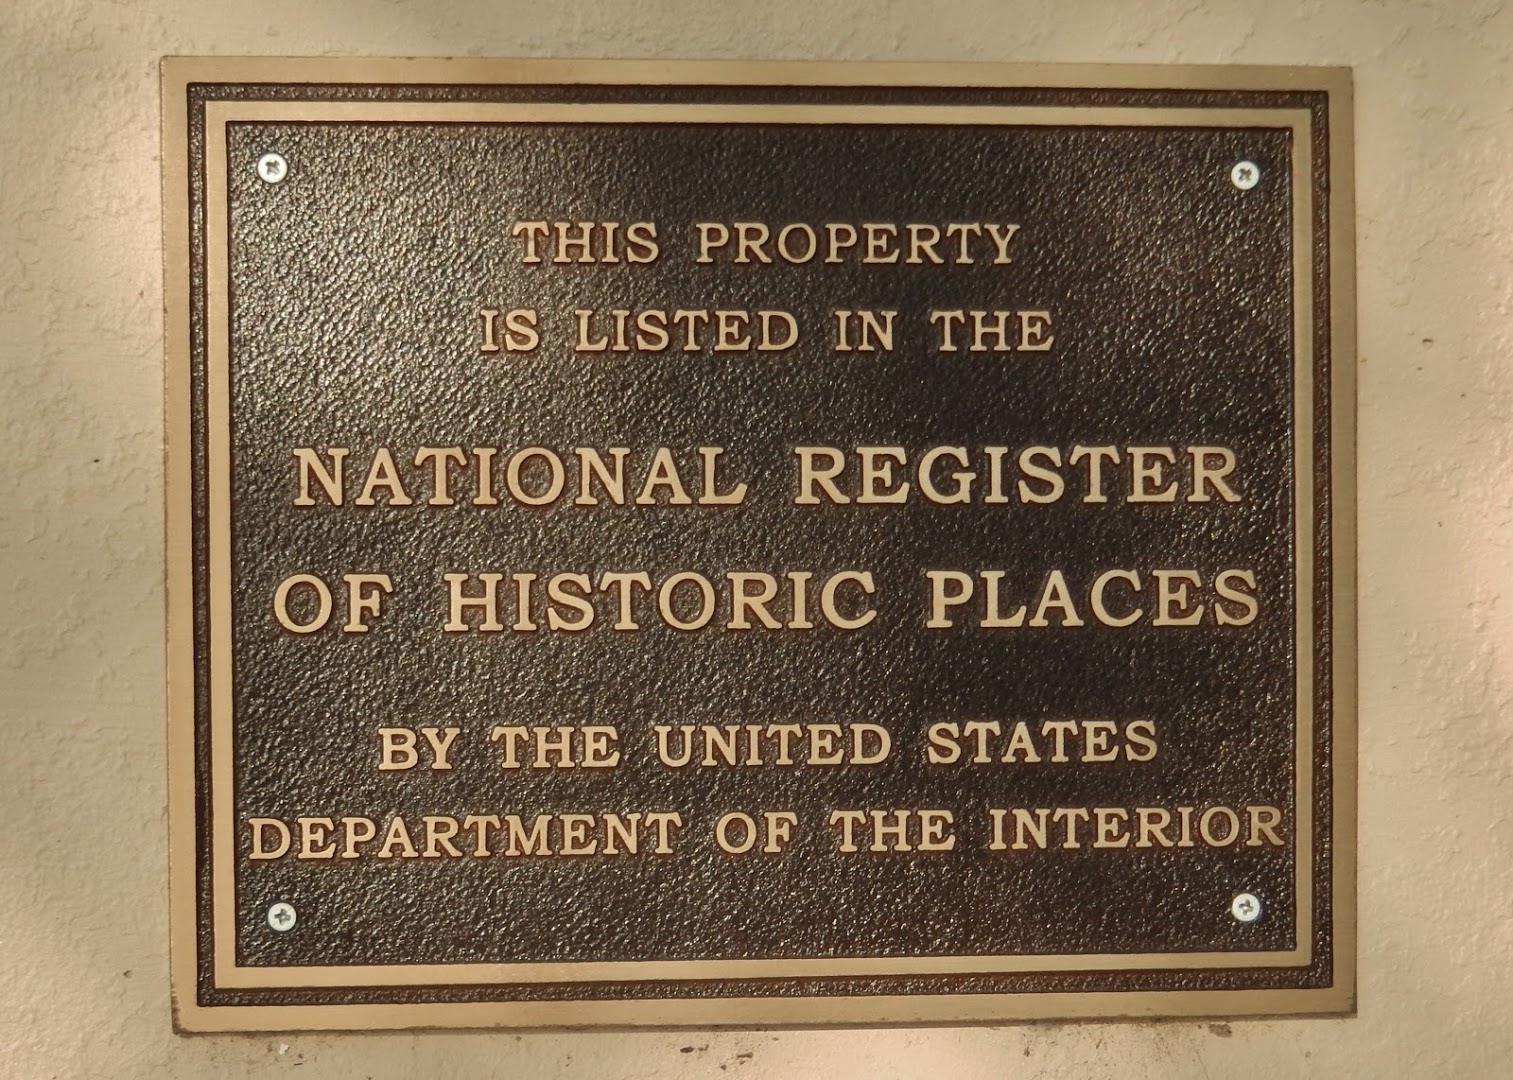 THIS PROPERTY
IS LISTED IN THE
NATIONAL REGISTER
OF HISTORIC PLACES
BY THE UNITED STATES
DEPARTMENT OF THE INTERIOR